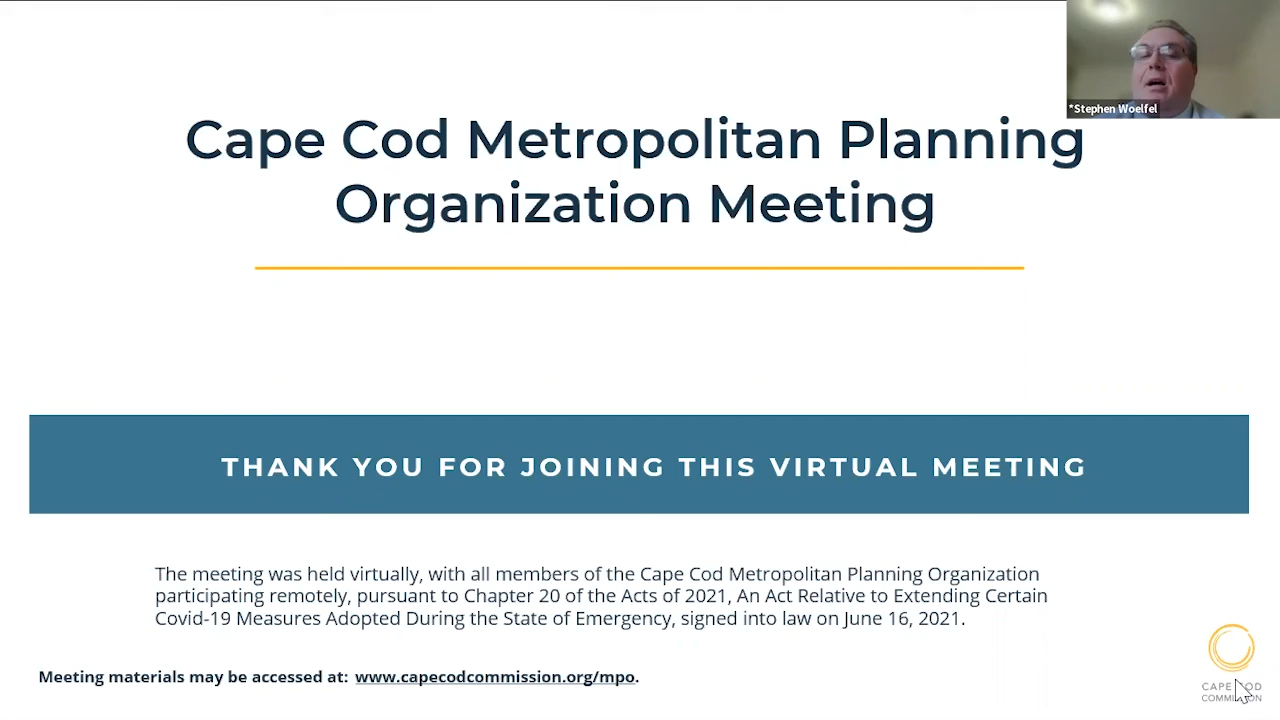 *Stephen Woelfel
Cape Cod Metropolitan Planning
Organization Meeting
THANK YOU FOR JOINING THIS VIRTUAL MEETING
The meeting was held virtually, with all members of the Cape Cod Metropolitan Planning Organization
participating remotely, pursuant to Chapter 20 of the Acts of 2021, An Act Relative to Extending Certain
Covid-19 Measures Adopted During the State of Emergency, signed into law on June 16, 2021.
Meeting materials may be accessed at: www.capecodcommission.org/mpo.
CAPE COD
COMMISSION